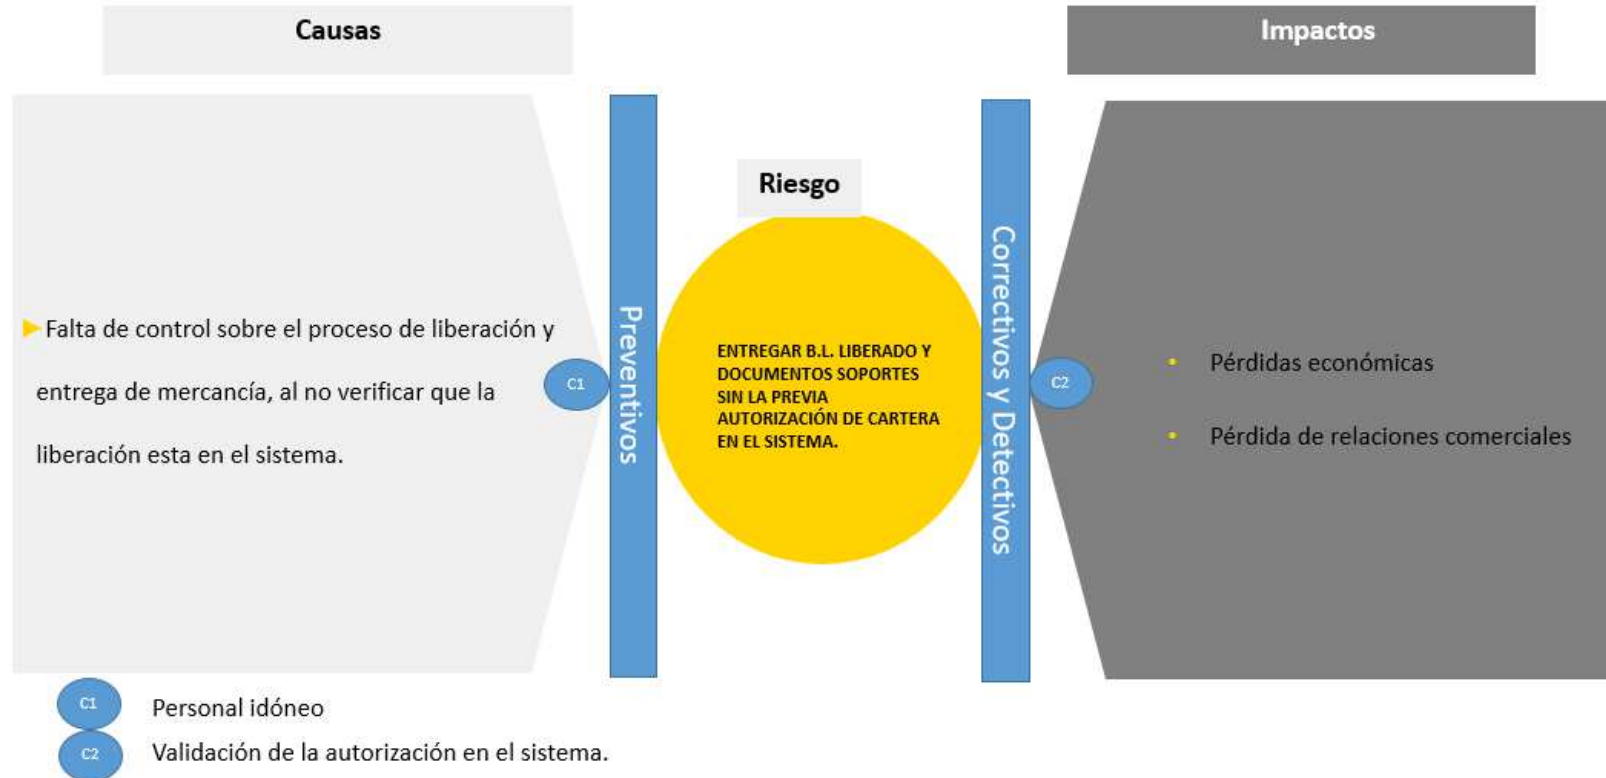 Causas
Impactos
Riesgo
Falta de control sobre el proceso de liberación y
entrega de mercancía, al no verificar que la
liberación esta en el sistema.
C1
Preventivos
ENTREGAR B.L. LIBERADO Y
DOCUMENTOS SOPORTES
SIN LA PREVIA
AUTORIZACIÓN DE CARTERA
EN EL SISTEMA.
Correctivos y Detectivos
C2
• Pérdidas económicas
• Pérdida de relaciones comerciales
C1 Personal idóneo
C2 Validación de la autorización en el sistema.